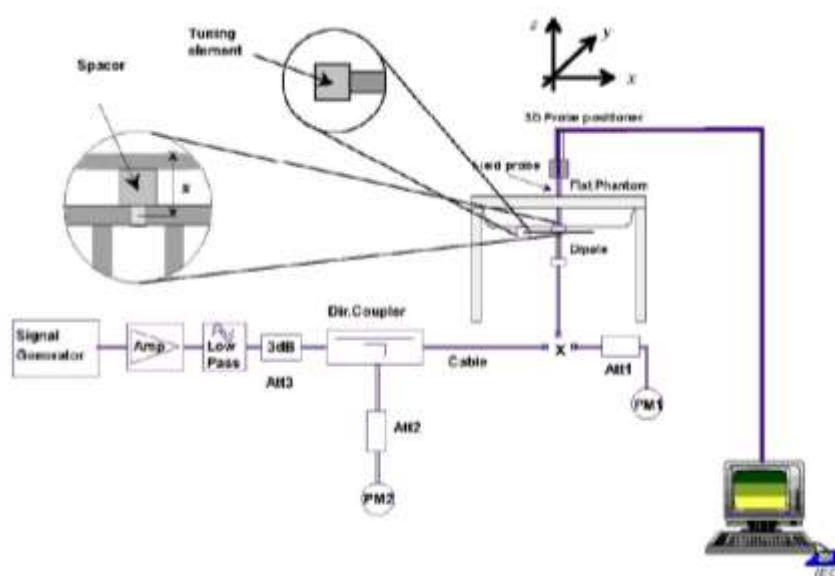 Tuning
element
Spacor
z
y
x
3D Probe positioner
Field probe
Flat Phantom
Dipole
Dir.Coupler
Signal
Generator
Amp
Low
Pass
3dB
Att3
Cable
X
Att1
PM1
Att2
PM2